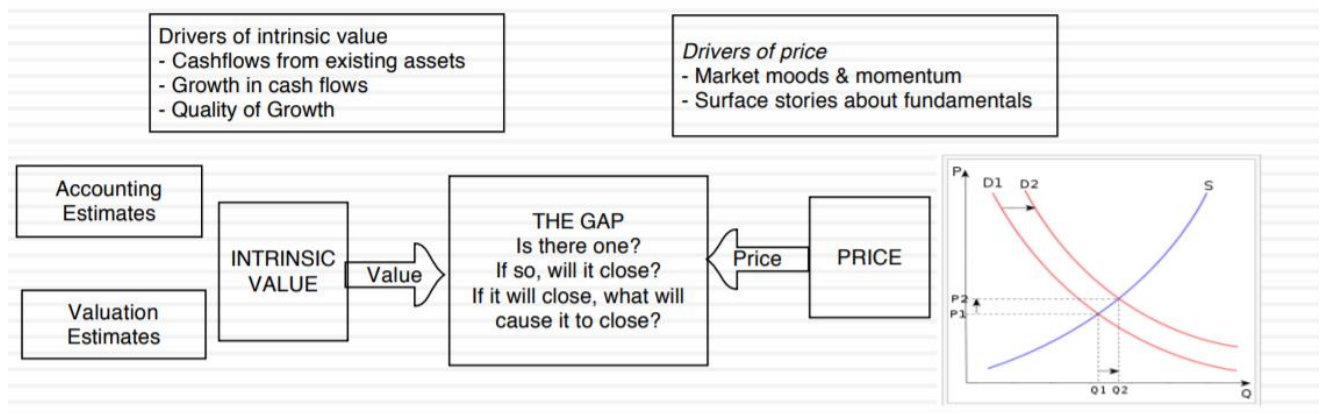 Drivers of intrinsic value
- Cashflows from existing assets
- Growth in cash flows
- Quality of Growth
Drivers of price
- Market moods & momentum
- Surface stories about fundamentals
Accounting
Estimates
Valuation
Estimates
INTRINSIC
VALUE
Value
THE GAP
Is there one?
If so, will it close?
If it will close, what will
cause it to close?
Price
PRICE
P
D1 D2
S
P2
P1
Q1 Q2
Q